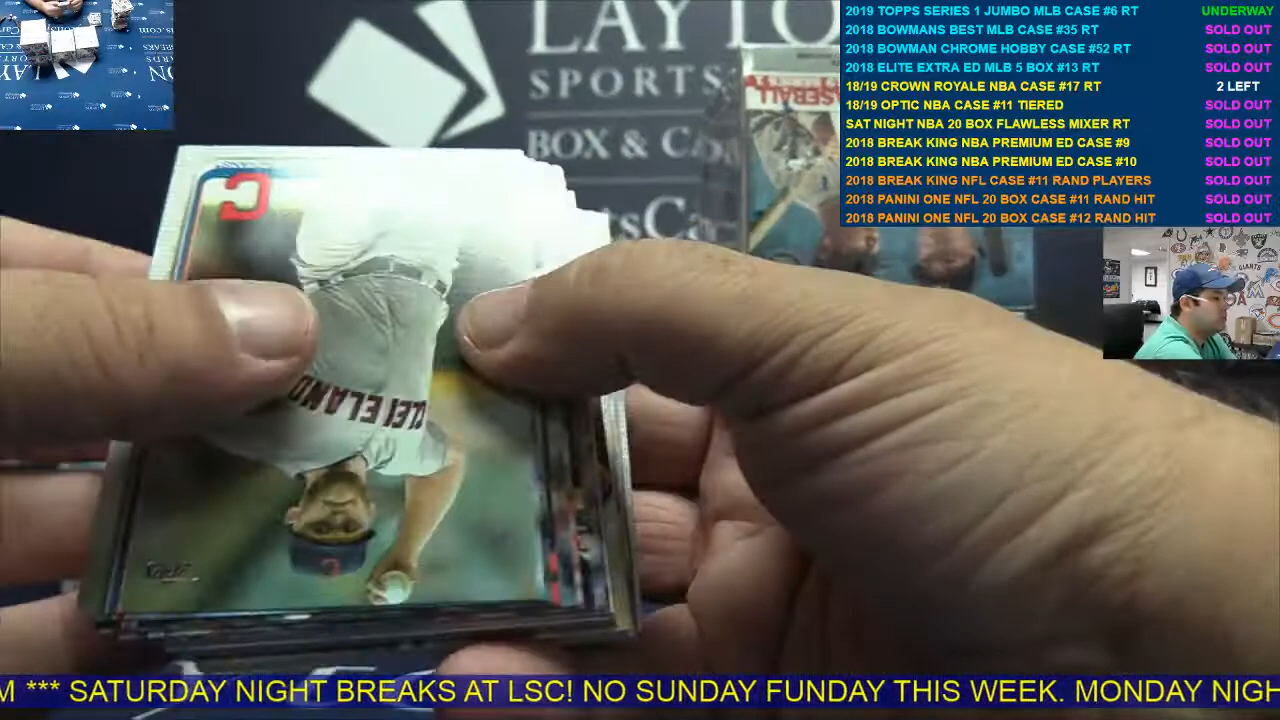 LAYTO
SPORTS
BOX & Ca
rtsCa
BASEBALL
C
CLEVELAND
2019 TOPPS SERIES 1 JUMBO MLB CASE #6 RT UNDERWAY
2018 BOWMANS BEST MLB CASE #35 RT SOLD OUT
2018 BOWMAN CHROME HOBBY CASE #52 RT SOLD OUT
2018 ELITE EXTRA ED MLB 5 BOX #13 RT SOLD OUT
18/19 CROWN ROYALE NBA CASE #17 RT 2 LEFT
18/19 OPTIC NBA CASE #11 TIERED SOLD OUT
SAT NIGHT NBA 20 BOX FLAWLESS MIXER RT SOLD OUT
2018 BREAK KING NBA PREMIUM ED CASE #9 SOLD OUT
2018 BREAK KING NBA PREMIUM ED CASE #10 SOLD OUT
2018 BREAK KING NFL CASE #11 RAND PLAYERS SOLD OUT
2018 PANINI ONE NFL 20 BOX CASE #11 RAND HIT SOLD OUT
2018 PANINI ONE NFL 20 BOX CASE #12 RAND HIT SOLD OUT
GIANTS
M *** SATURDAY NIGHT BREAKS AT LSC! NO SUNDAY FUNDAY THIS WEEK. MONDAY NIGH